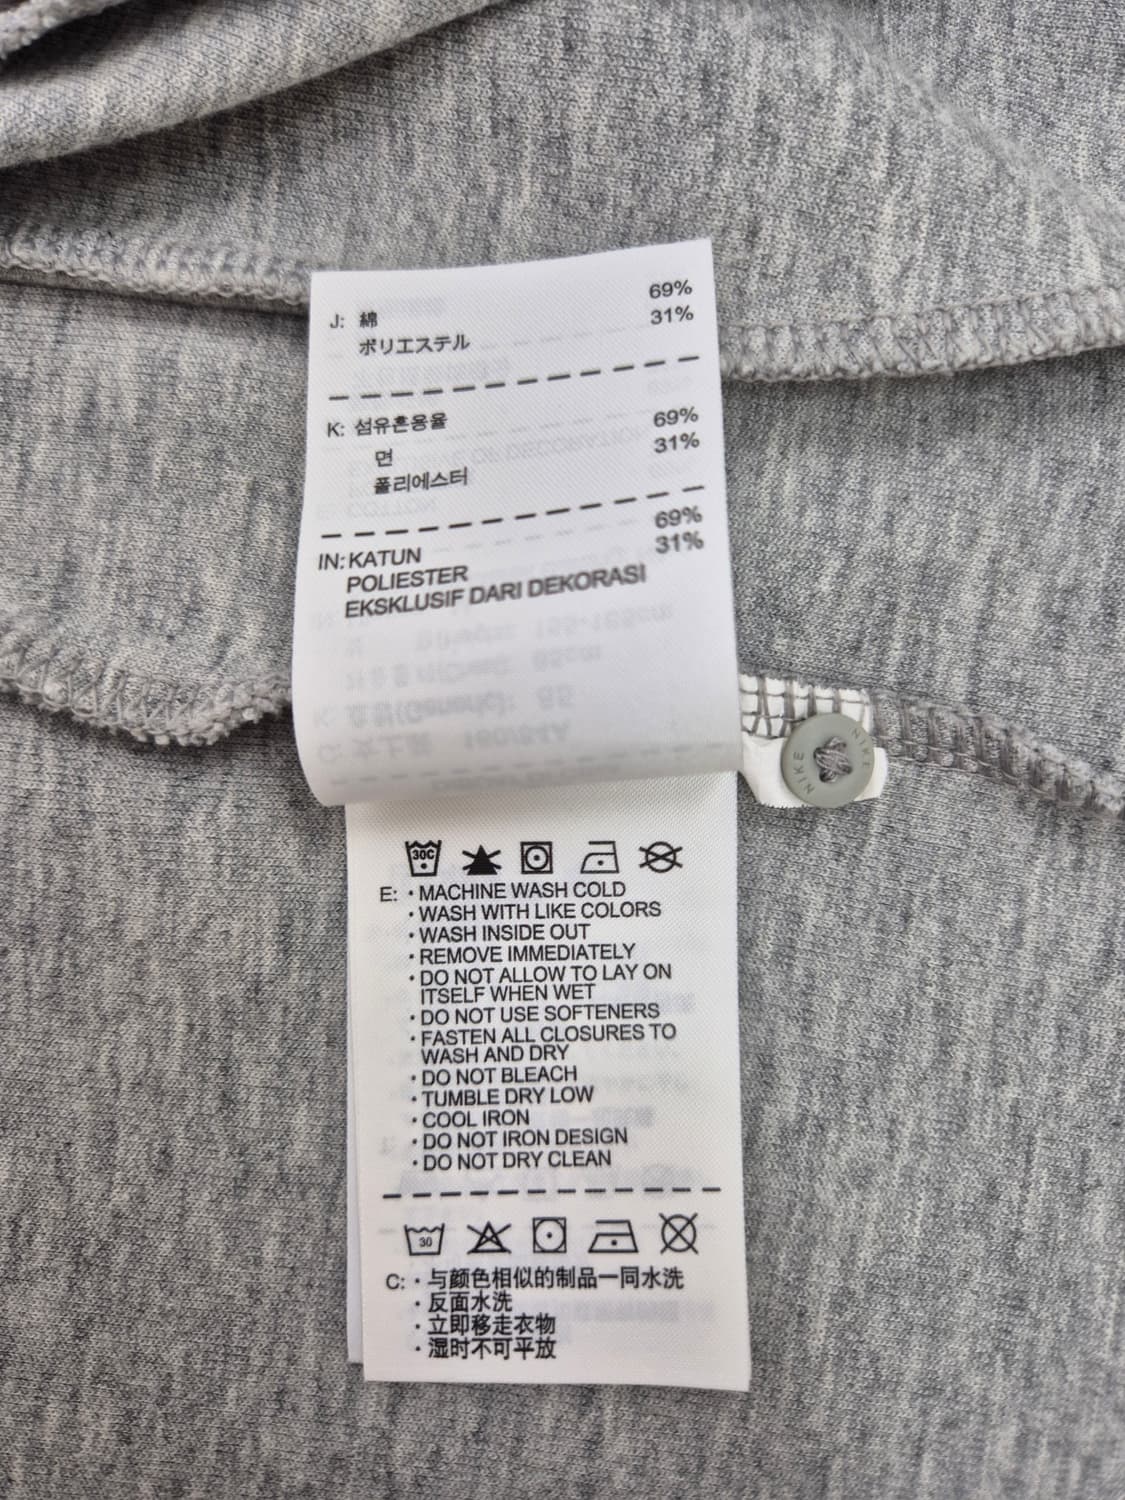 J: 綿 69%
ポリエステル 31%
K: 섬유혼용율
면 69%
폴리에스터 31%
IN: KATUN 69%
POLIESTER 31%
EKSKLUSIF DARI DEKORASI
NIKE NIKE
30C
E: · MACHINE WASH COLD
· WASH WITH LIKE COLORS
· WASH INSIDE OUT
· REMOVE IMMEDIATELY
· DO NOT ALLOW TO LAY ON
ITSELF WHEN WET
· DO NOT USE SOFTENERS
· FASTEN ALL CLOSURES TO
WASH AND DRY
· DO NOT BLEACH
· TUMBLE DRY LOW
· COOL IRON
· DO NOT IRON DESIGN
· DO NOT DRY CLEAN
30
C: · 与颜色相似的制品一同水洗
· 反面水洗
· 立即移走衣物
· 湿时不可平放